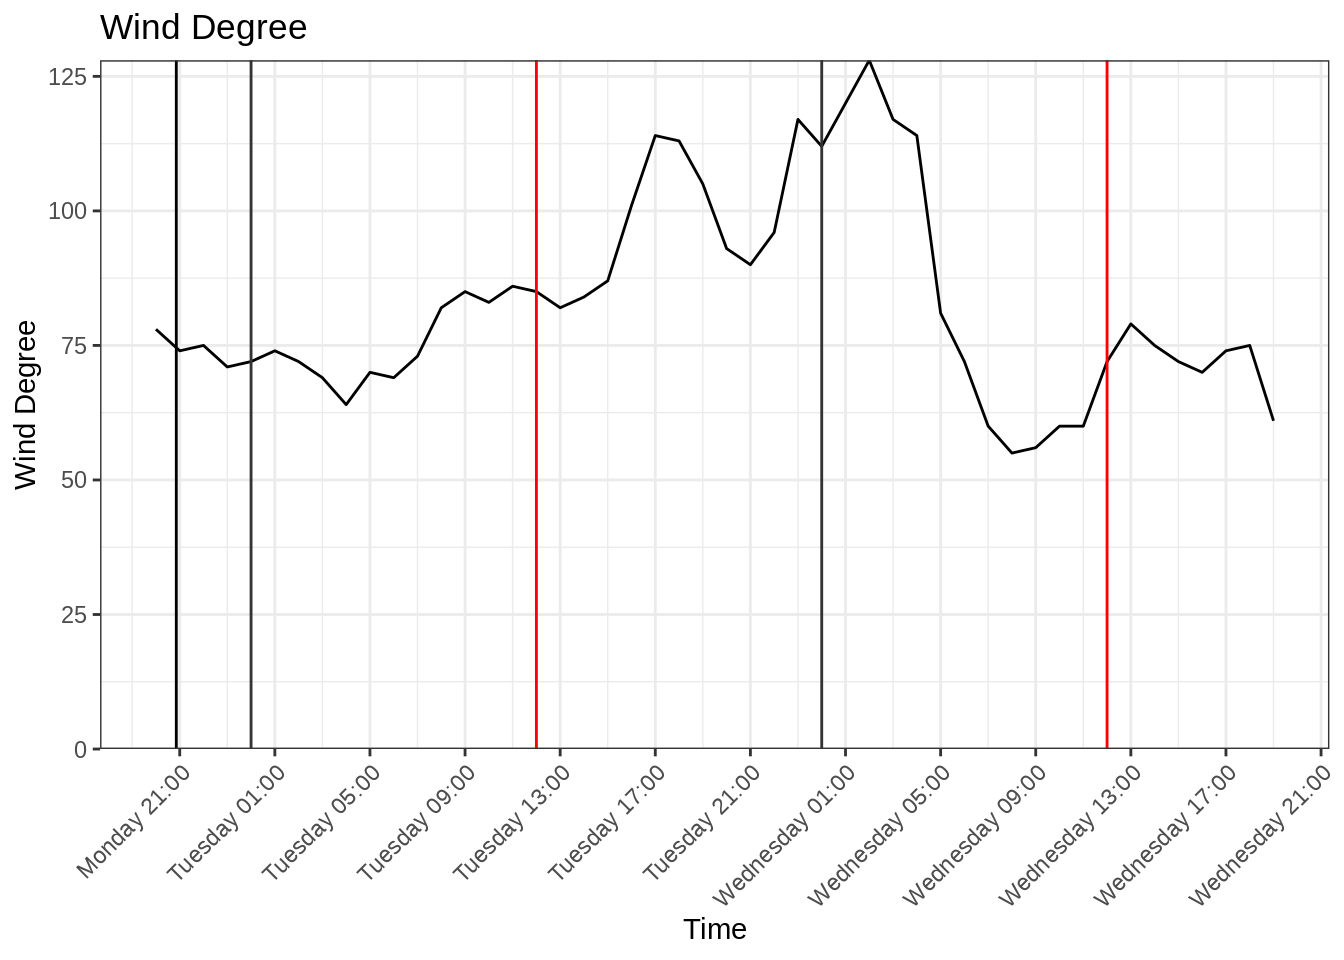 Wind Degree
Wind Degree
125
100
75
50
25
0
Monday 21:00
Tuesday 01:00
Tuesday 05:00
Tuesday 09:00
Tuesday 13:00
Tuesday 17:00
Tuesday 21:00
Wednesday 01:00
Wednesday 05:00
Wednesday 09:00
Wednesday 13:00
Wednesday 17:00
Wednesday 21:00
Time